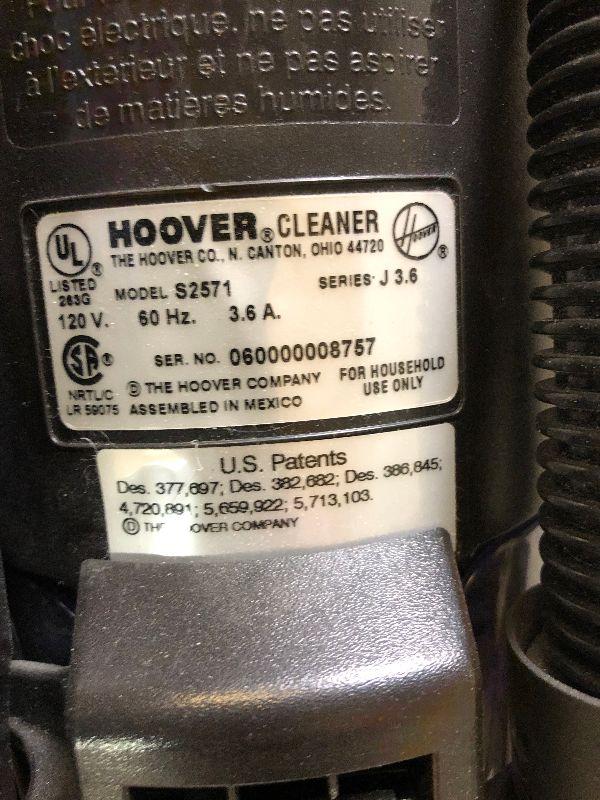 choc électrique. ne pas utiliser
à l'extérieur et ne pas aspirer
de matières humides.
UL ® HOOVER® CLEANER Hoover ®
THE HOOVER CO., N. CANTON, OHIO 44720
LISTED
263G
MODEL S2571 SERIES· J 3.6
120 V. 60 Hz. 3.6 A.
SER. NO. 060000008757
NRTL/C
LR 59075
Ⓓ THE HOOVER COMPANY
ASSEMBLED IN MEXICO
FOR HOUSEHOLD
USE ONLY
U.S. Patents
Des. 377,697; Des. 382,682; Des. 386,845;
4,720,891; 5,659,922; 5,713,103.
Ⓓ OVER COMPANY